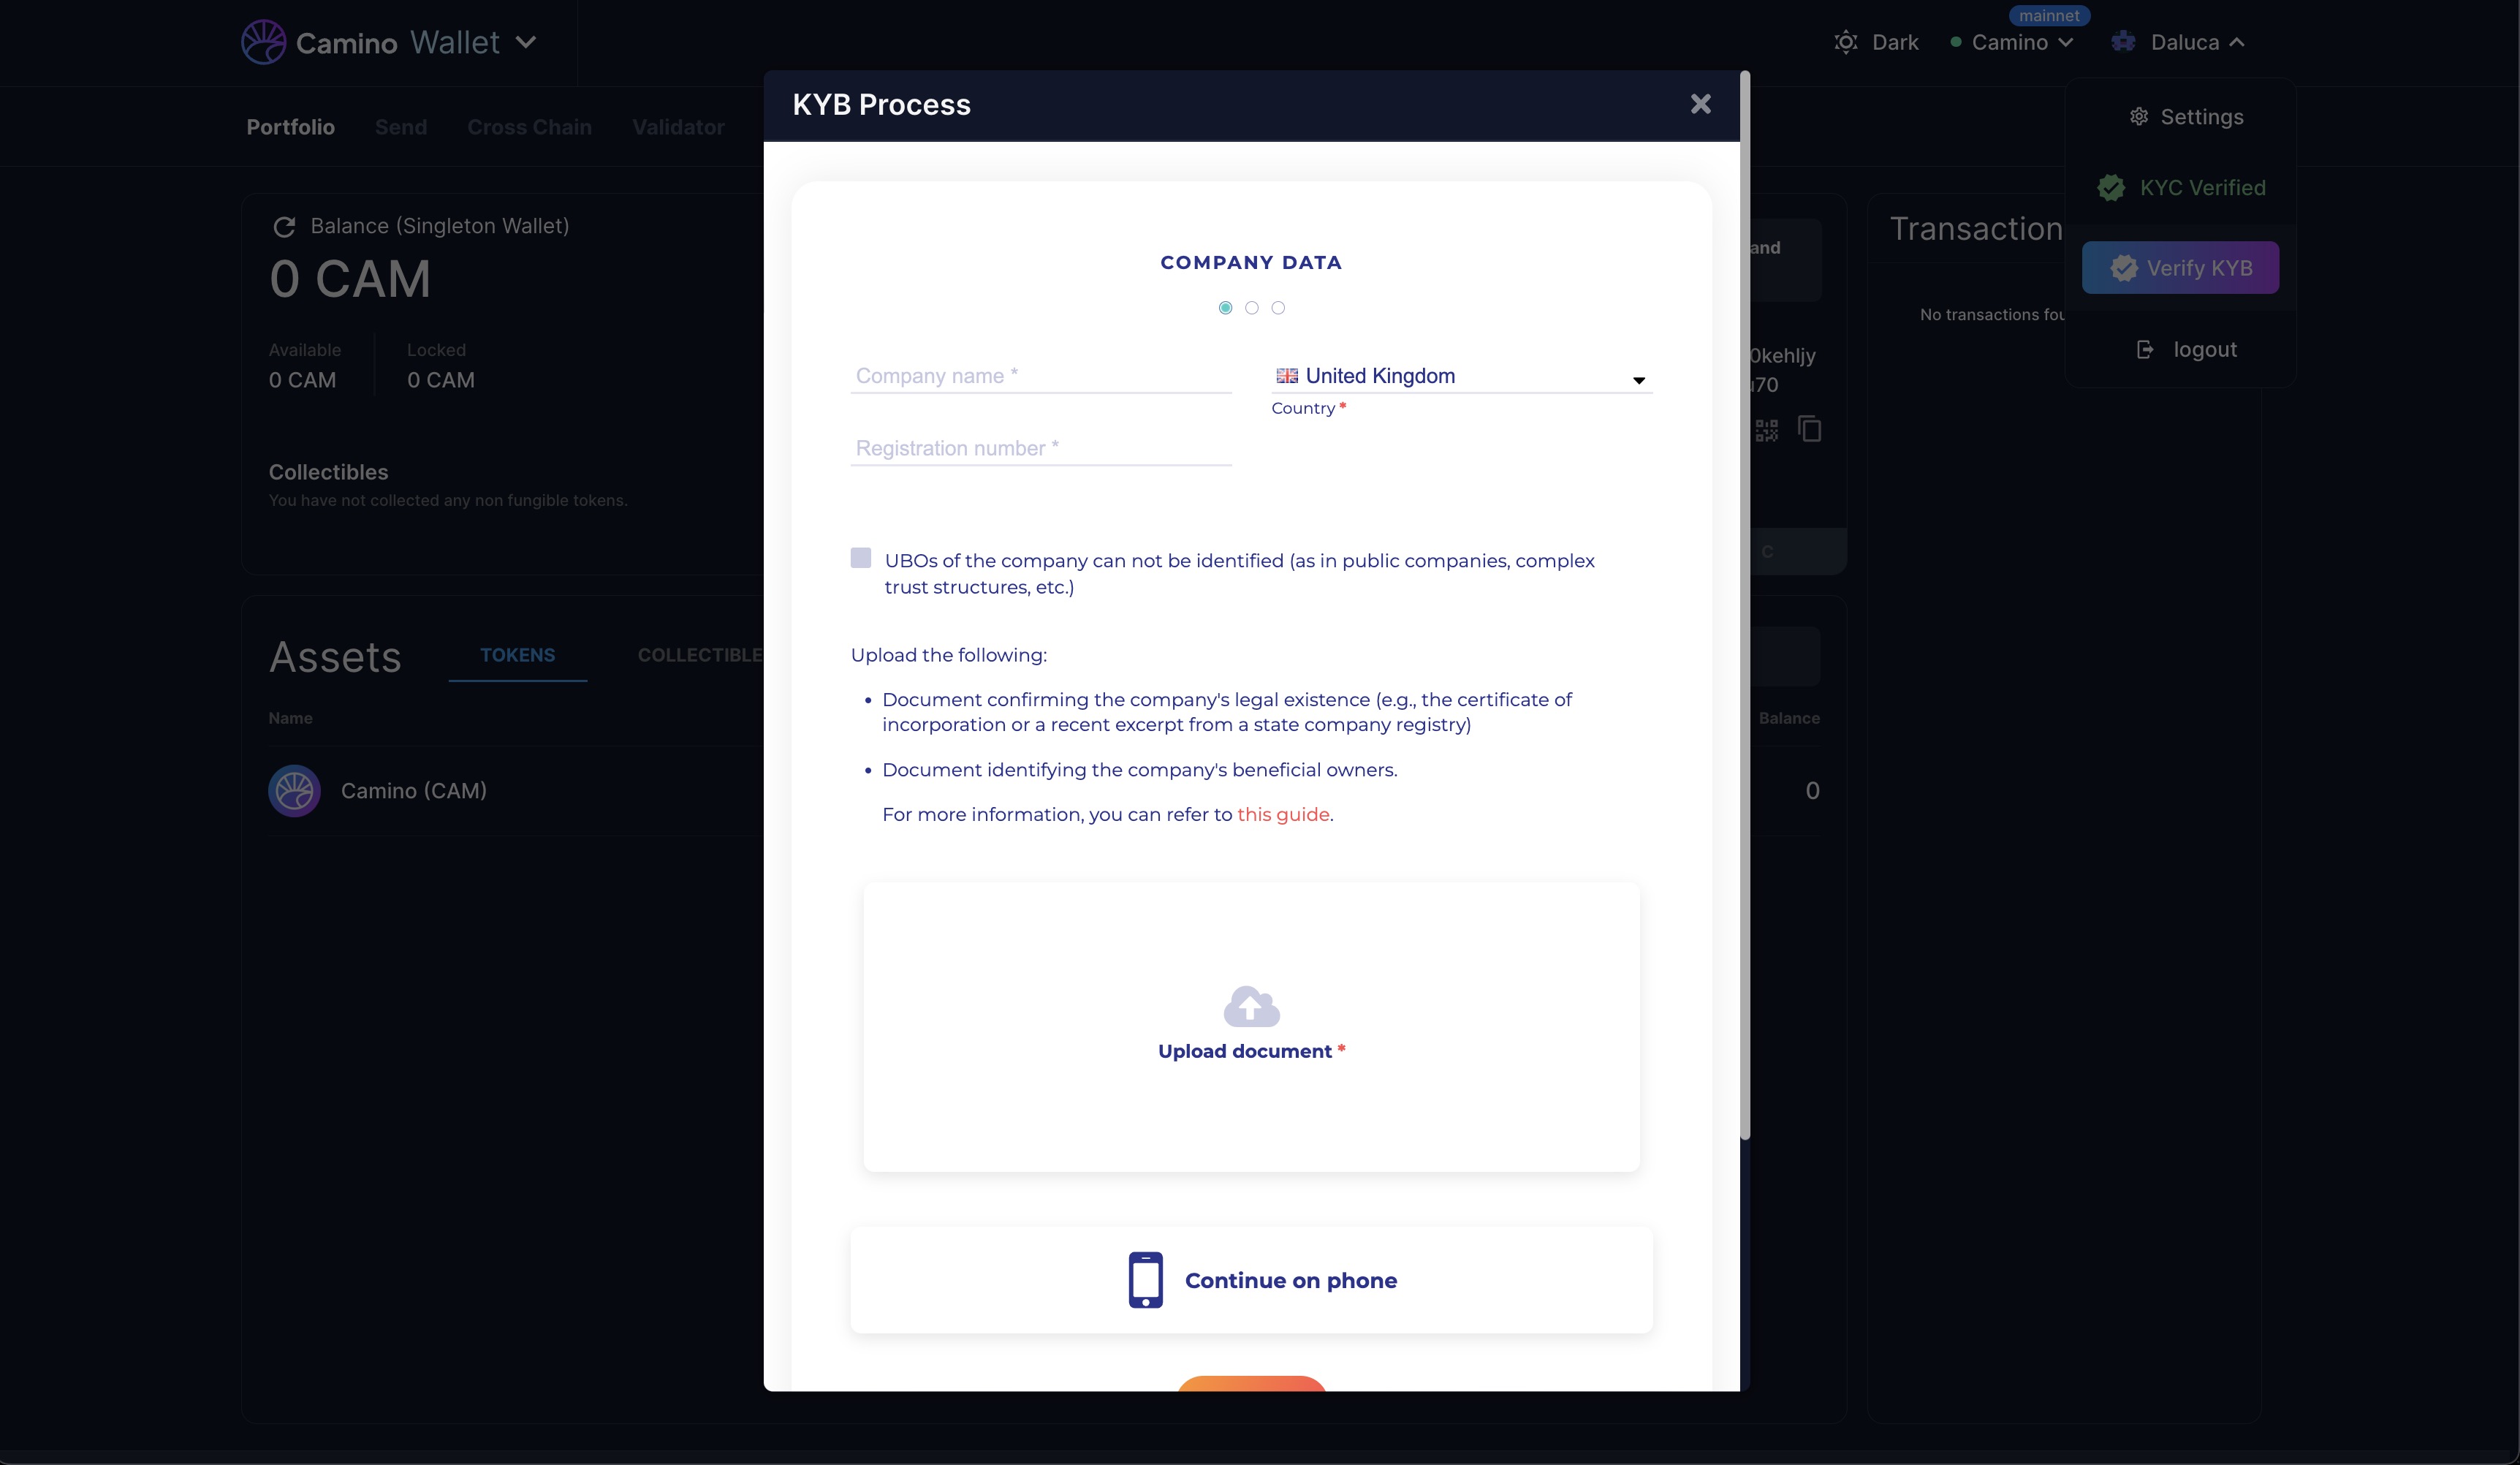 Camino Wallet
mainnet
Dark
Camino
Daluca
Portfolio
Send
Cross Chain
Validator
KYB Process
Settings
KYC Verified
Verify KYB
logout
Balance (Singleton Wallet)
0 CAM
Available
Locked
0 CAM
0 CAM
Collectibles
You have not collected any non fungible tokens.
Assets
TOKENS
COLLECTIBLE
Name
Camino (CAM)
COMPANY DATA
Company name *
United Kingdom
Country *
Registration number *
UBOs of the company can not be identified (as in public companies, complex
trust structures, etc.)
Upload the following:
• Document confirming the company's legal existence (e.g., the certificate of
incorporation or a recent excerpt from a state company registry)
• Document identifying the company's beneficial owners.
For more information, you can refer to this guide.
Upload document *
Continue on phone
and
0kehljy
u70
C
Balance
0
Transaction
No transactions fou